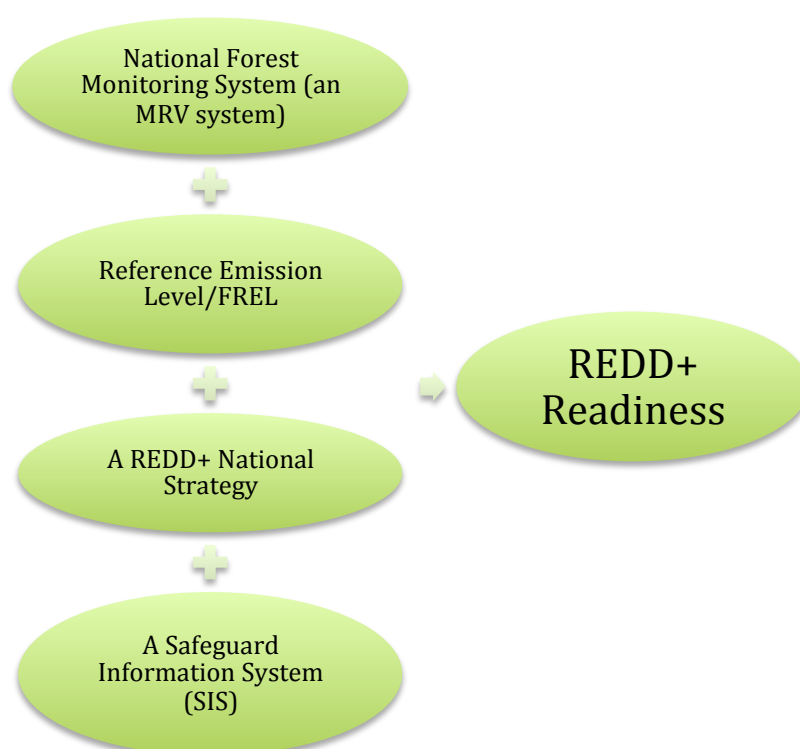 National Forest
Monitoring System (an
MRV system)
Reference Emission
Level/FREL
A REDD+ National
Strategy
A Safeguard
Information System
(SIS)
REDD+
Readiness